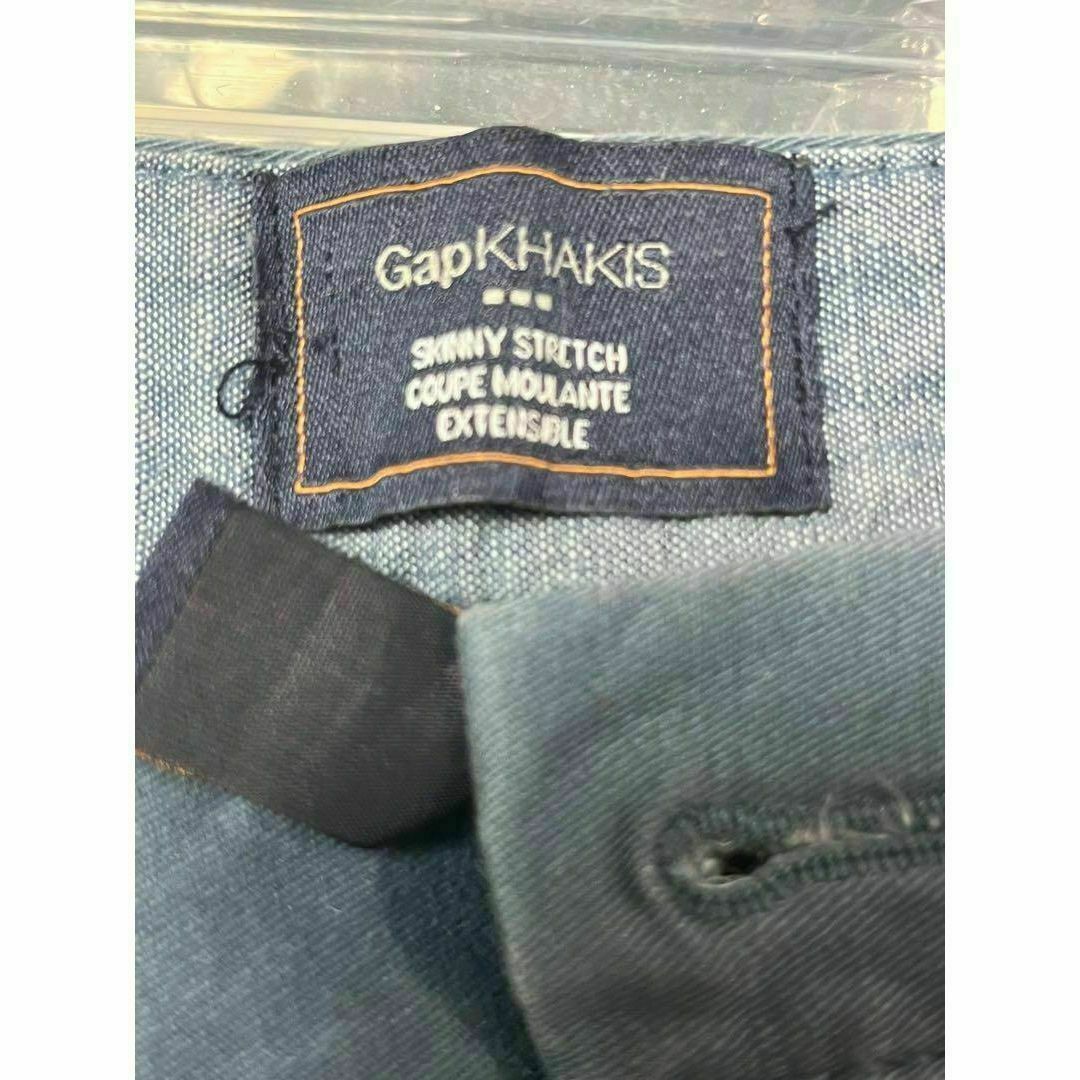 GapKHAKIS
SKINNY STRETCH
COUPE MOULANTE
EXTENSIBLE